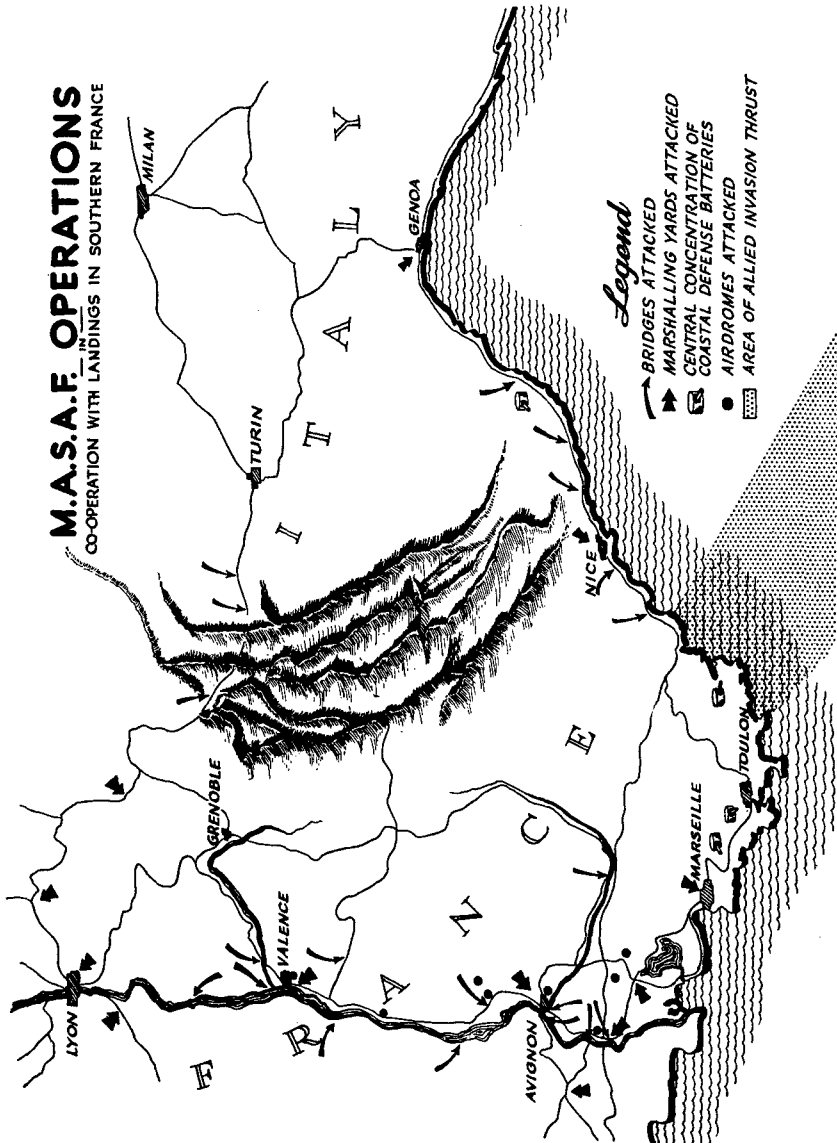 M.A.S.A.F. OPERATIONS
IN
CO-OPERATION WITH LANDINGS IN SOUTHERN FRANCE
MILAN
TURIN
GENOA
ITALY
LYON
GRENOBLE
VALENCE
FRANCE
AVIGNON
NICE
MARSEILLE
TOULON
Legend
BRIDGES ATTACKED
MARSHALLING YARDS ATTACKED
CENTRAL CONCENTRATION OF
COASTAL DEFENSE BATTERIES
AIRDROMES ATTACKED
AREA OF ALLIED INVASION THRUST